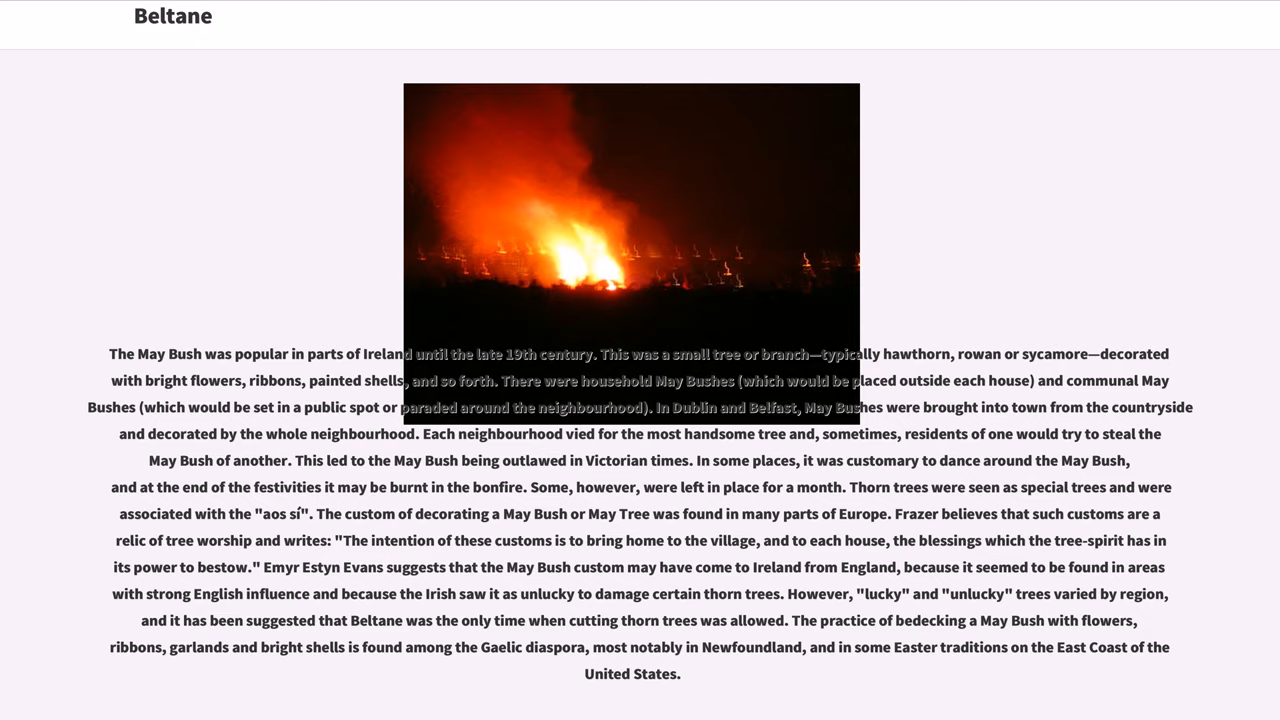 Beltane
The May Bush was popular in parts of Ireland until the late 19th century. This was a small tree or branch—typically hawthorn, rowan or sycamore—decorated
with bright flowers, ribbons, painted shells, and so forth. There were household May Bushes (which would be placed outside each house) and communal May
Bushes (which would be set in a public spot or paraded around the neighbourhood). In Dublin and Belfast, May Bushes were brought into town from the countryside
and decorated by the whole neighbourhood. Each neighbourhood vied for the most handsome tree and, sometimes, residents of one would try to steal the
May Bush of another. This led to the May Bush being outlawed in Victorian times. In some places, it was customary to dance around the May Bush,
and at the end of the festivities it may be burnt in the bonfire. Some, however, were left in place for a month. Thorn trees were seen as special trees and were
associated with the "aos sí". The custom of decorating a May Bush or May Tree was found in many parts of Europe. Frazer believes that such customs are a
relic of tree worship and writes: "The intention of these customs is to bring home to the village, and to each house, the blessings which the tree-spirit has in
its power to bestow." Emyr Estyn Evans suggests that the May Bush custom may have come to Ireland from England, because it seemed to be found in areas
with strong English influence and because the Irish saw it as unlucky to damage certain thorn trees. However, "lucky" and "unlucky" trees varied by region,
and it has been suggested that Beltane was the only time when cutting thorn trees was allowed. The practice of bedecking a May Bush with flowers,
ribbons, garlands and bright shells is found among the Gaelic diaspora, most notably in Newfoundland, and in some Easter traditions on the East Coast of the
United States.